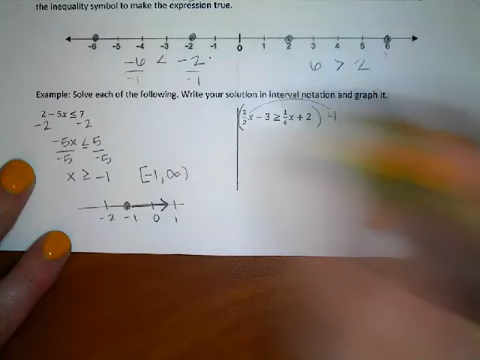 the inequality symbol to make the expression true.
-6 -5 -4 -3 -2 -1 0 1 2 3 4 5 6
-6 < -2 6 > 2
-1 -1
Example: Solve each of the following. Write your solution in interval notation and graph it.
2 - 5x ≤ 7
-2 -2
-5x ≤ 5
-5 -5
x ≥ -1 [-1, ∞)
-2 -1 0 1
(1/2 x - 3 ≥ 1/4 x + 2) 4